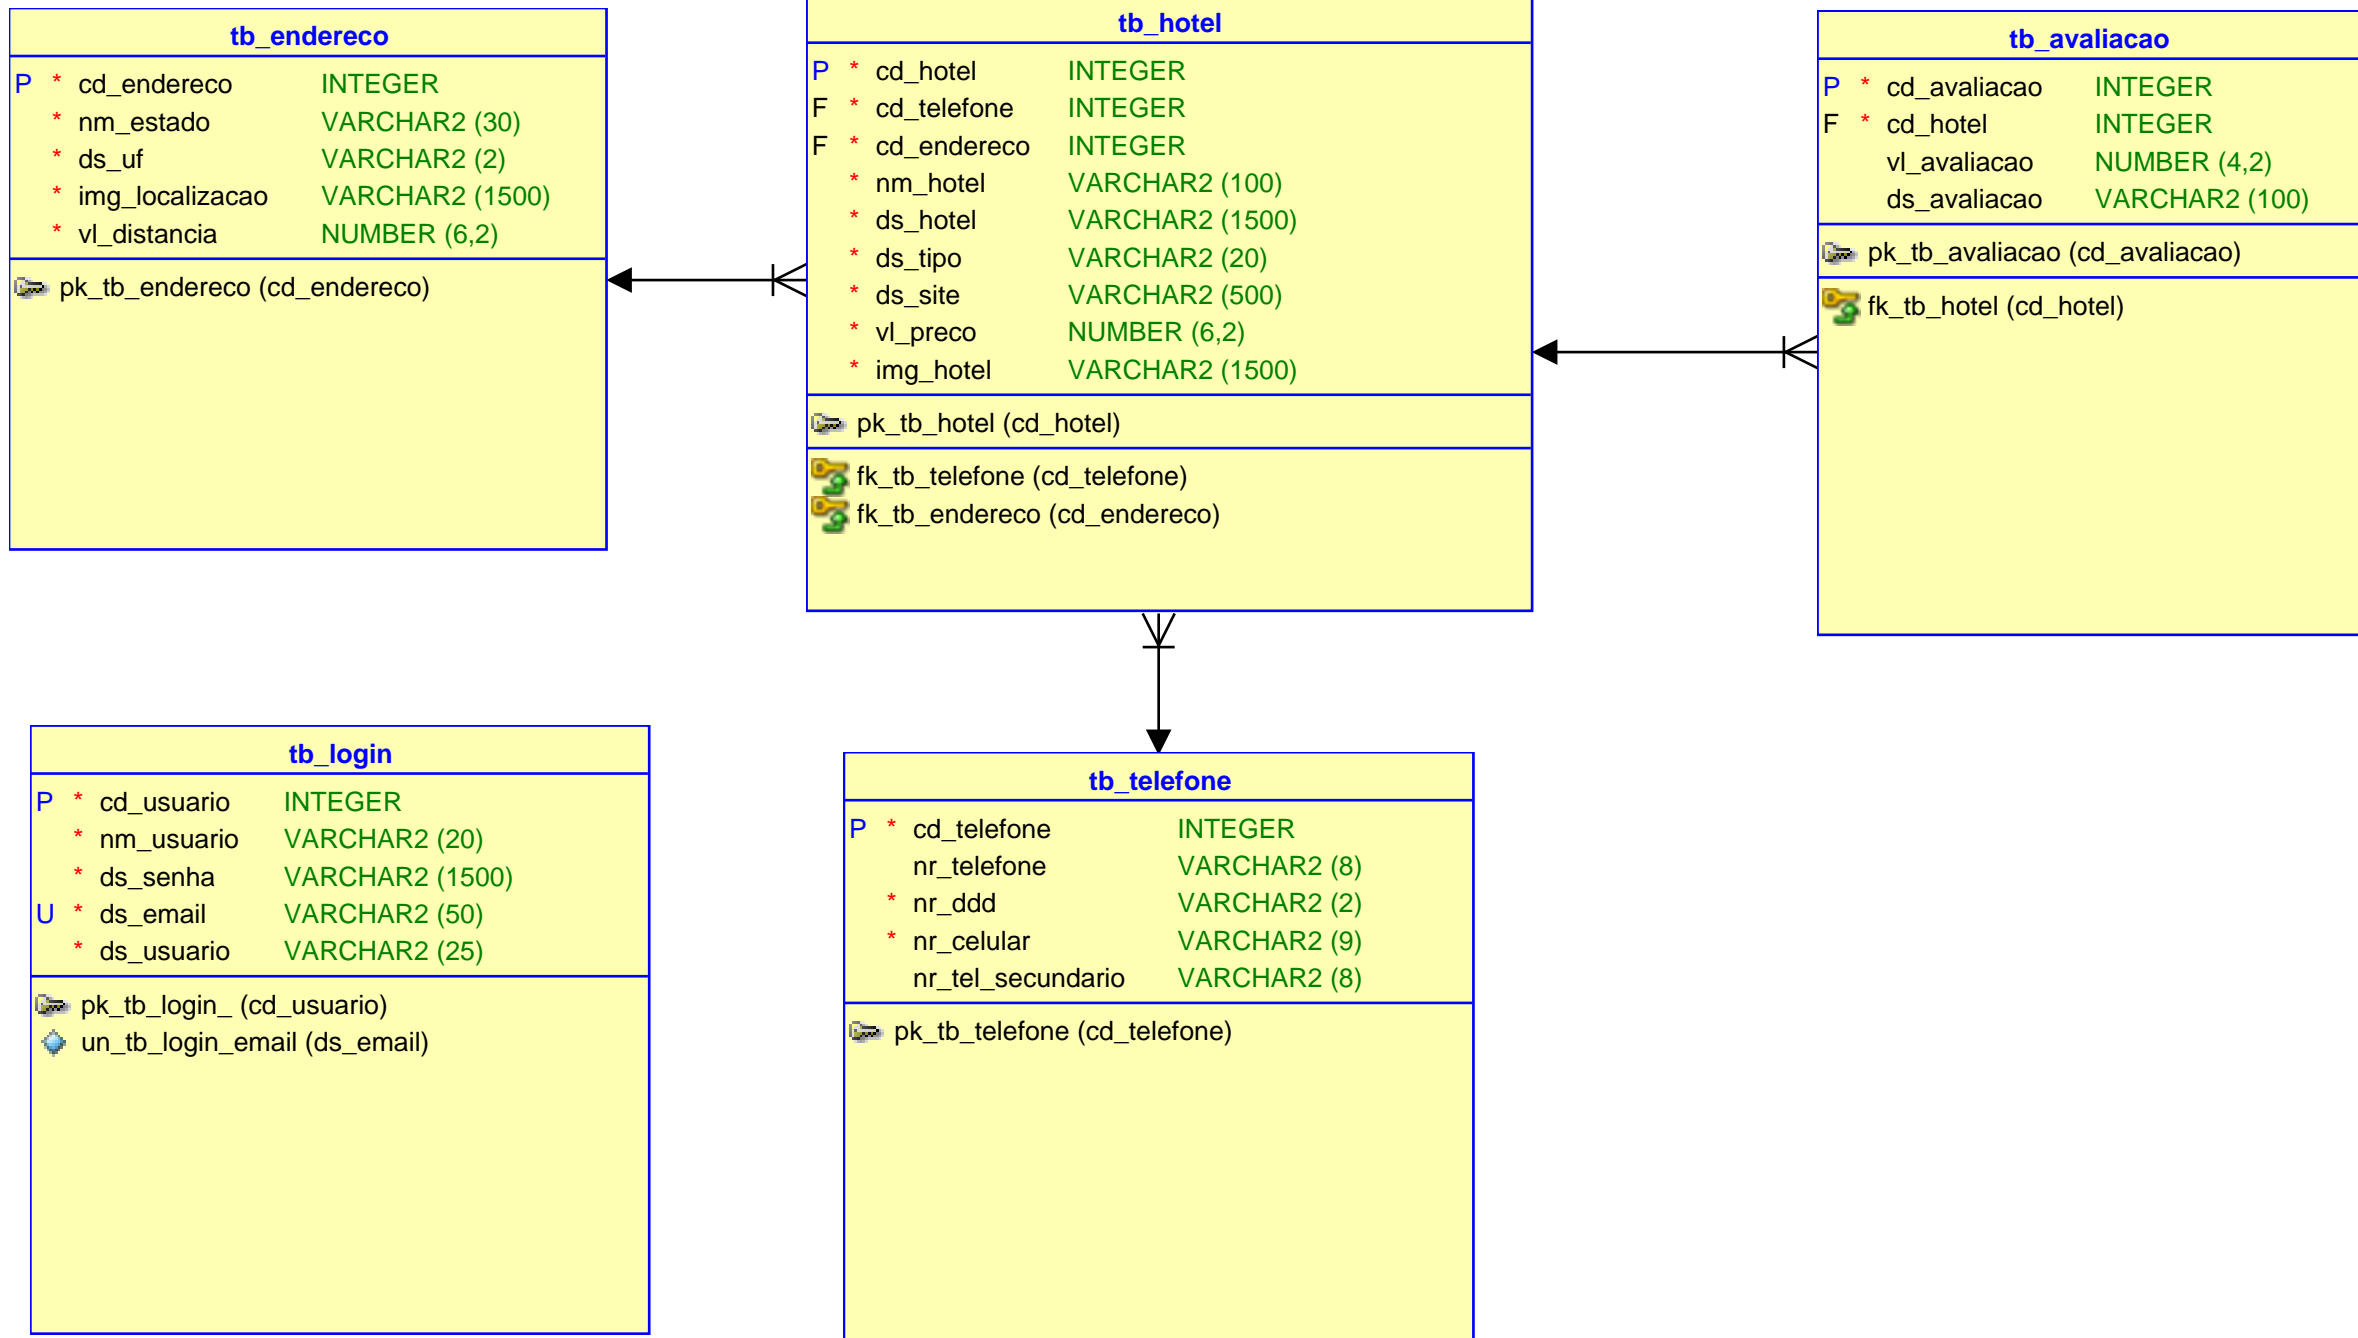 tb_endereco
P * cd_endereco INTEGER
* nm_estado VARCHAR2 (30)
* ds_uf VARCHAR2 (2)
* img_localizacao VARCHAR2 (1500)
* vl_distancia NUMBER (6,2)
pk_tb_endereco (cd_endereco)
tb_hotel
P * cd_hotel INTEGER
F * cd_telefone INTEGER
F * cd_endereco INTEGER
* nm_hotel VARCHAR2 (100)
* ds_hotel VARCHAR2 (1500)
* ds_tipo VARCHAR2 (20)
* ds_site VARCHAR2 (500)
* vl_preco NUMBER (6,2)
* img_hotel VARCHAR2 (1500)
pk_tb_hotel (cd_hotel)
fk_tb_telefone (cd_telefone)
fk_tb_endereco (cd_endereco)
tb_avaliacao
P * cd_avaliacao INTEGER
F * cd_hotel INTEGER
vl_avaliacao NUMBER (4,2)
ds_avaliacao VARCHAR2 (100)
pk_tb_avaliacao (cd_avaliacao)
fk_tb_hotel (cd_hotel)
tb_login
P * cd_usuario INTEGER
* nm_usuario VARCHAR2 (20)
* ds_senha VARCHAR2 (1500)
U * ds_email VARCHAR2 (50)
* ds_usuario VARCHAR2 (25)
pk_tb_login_ (cd_usuario)
un_tb_login_email (ds_email)
tb_telefone
P * cd_telefone INTEGER
nr_telefone VARCHAR2 (8)
* nr_ddd VARCHAR2 (2)
* nr_celular VARCHAR2 (9)
nr_tel_secundario VARCHAR2 (8)
pk_tb_telefone (cd_telefone)